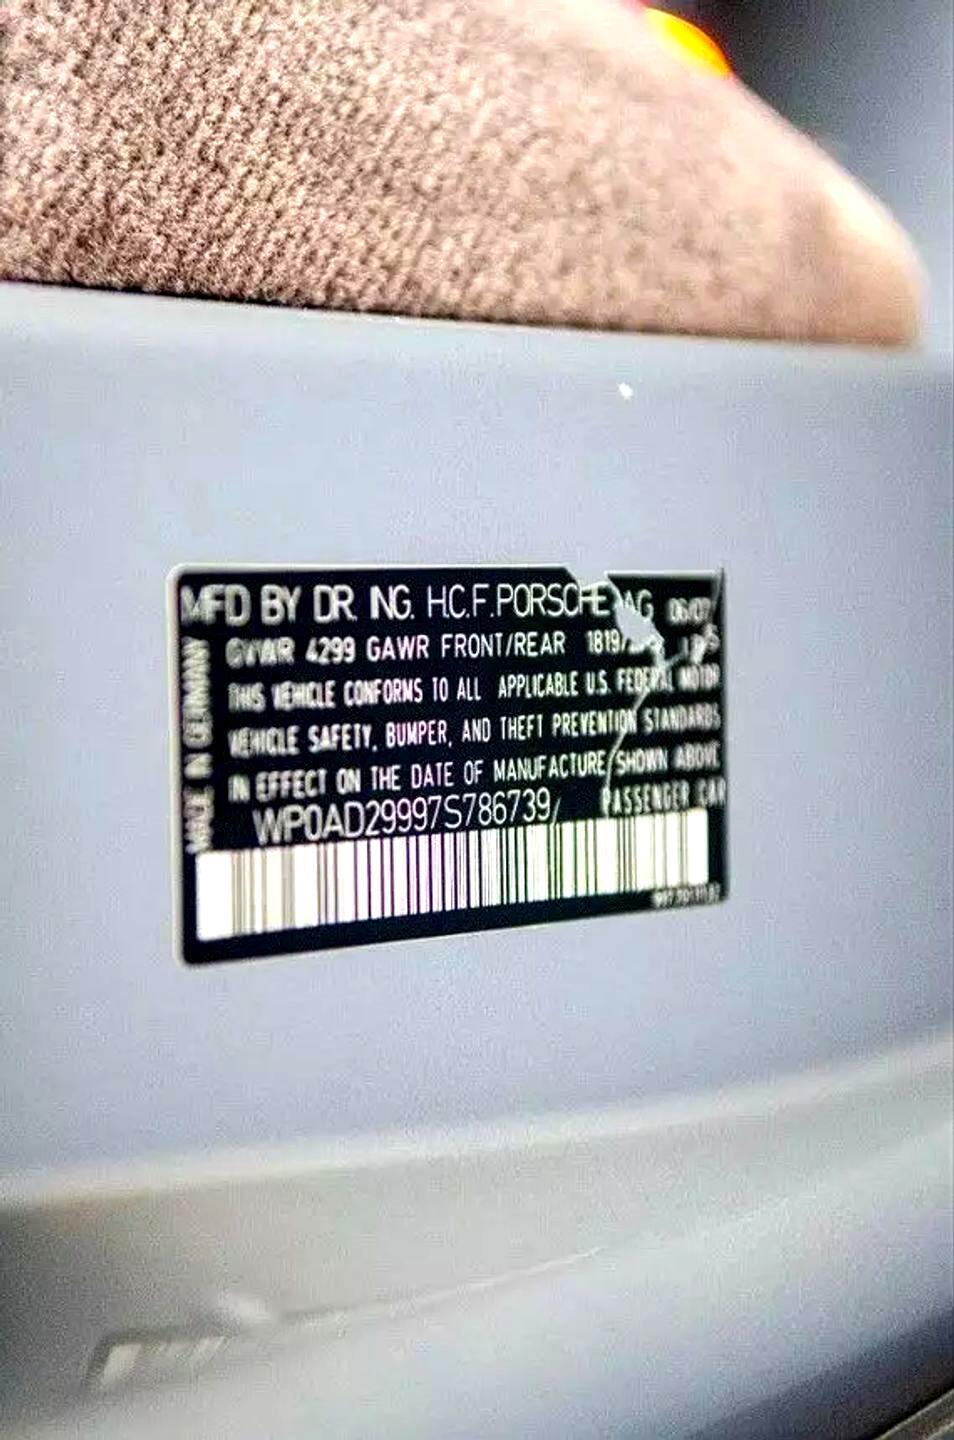 MFD BY DR. ING. H.C.F.PORSCHE AG 06/07
GVWR 4299 GAWR FRONT/REAR 1819/
THIS VEHICLE CONFORMS TO ALL APPLICABLE U.S. FEDERAL MOTOR
VEHICLE SAFETY, BUMPER, AND THEFT PREVENTION STANDARDS
IN EFFECT ON THE DATE OF MANUFACTURE SHOWN ABOVE
WP0AD29997S786739 PASSENGER CAR
MADE IN GERMANY